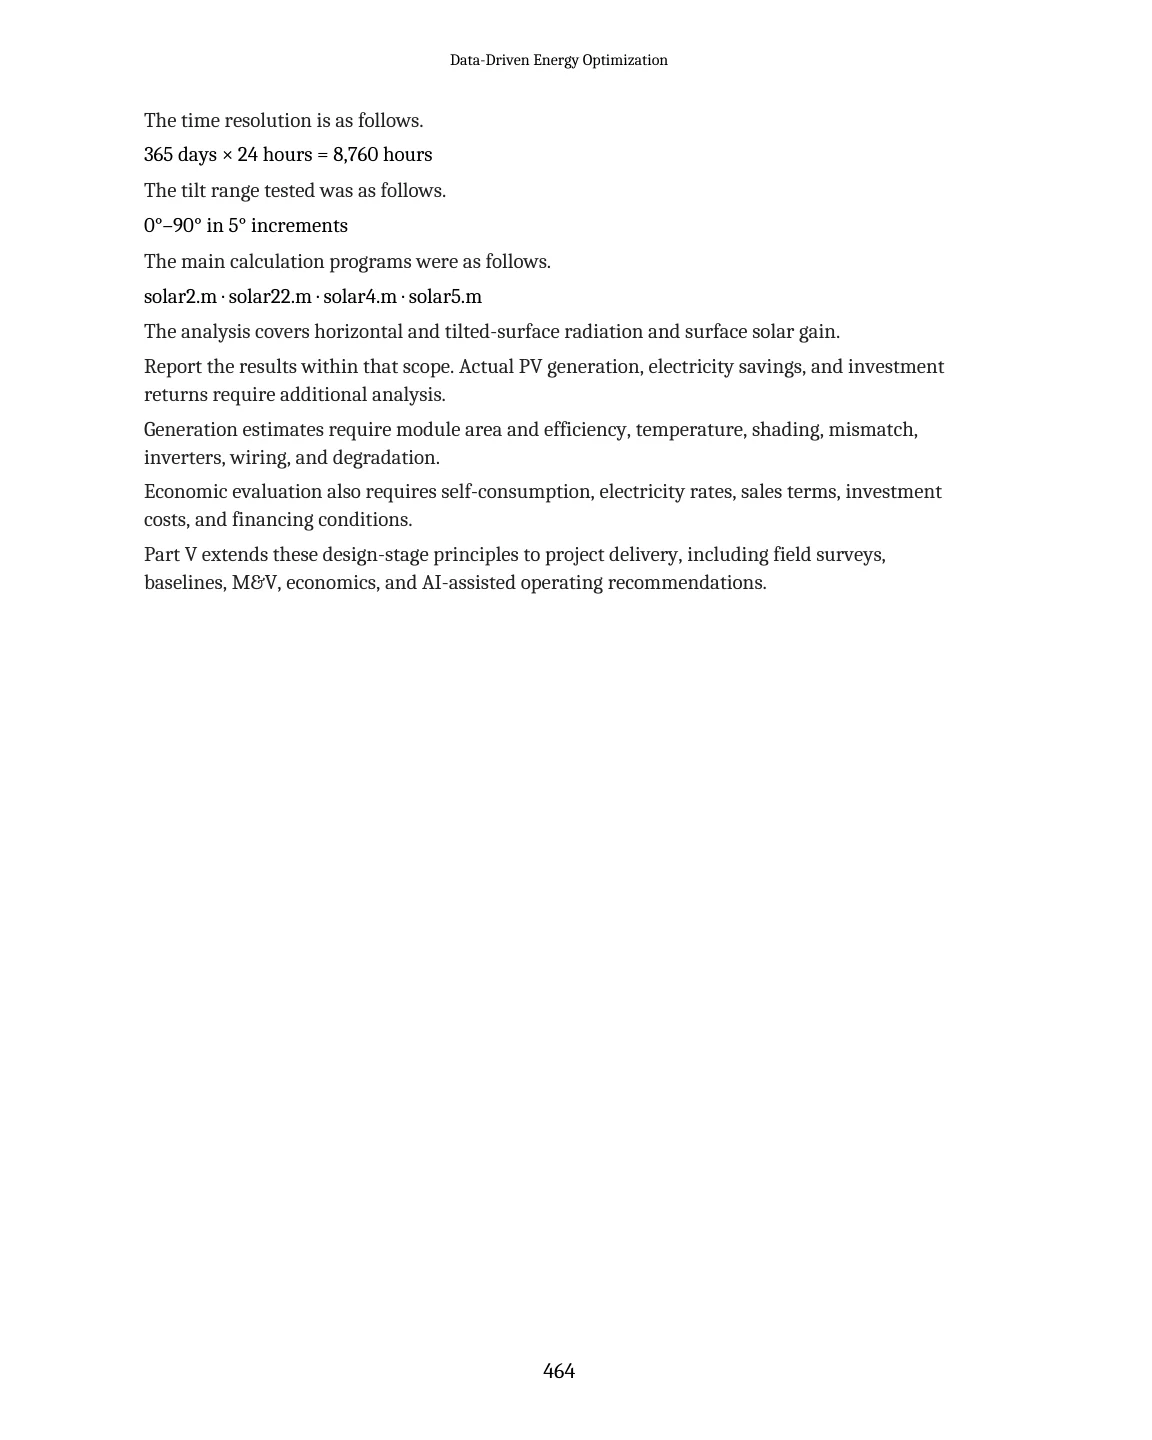 Data-Driven Energy Optimization
The time resolution is as follows.
365 days × 24 hours = 8,760 hours
The tilt range tested was as follows.
0°–90° in 5° increments
The main calculation programs were as follows.
solar2.m · solar22.m · solar4.m · solar5.m
The analysis covers horizontal and tilted-surface radiation and surface solar gain.
Report the results within that scope. Actual PV generation, electricity savings, and investment
returns require additional analysis.
Generation estimates require module area and efficiency, temperature, shading, mismatch,
inverters, wiring, and degradation.
Economic evaluation also requires self-consumption, electricity rates, sales terms, investment
costs, and financing conditions.
Part V extends these design-stage principles to project delivery, including field surveys,
baselines, M&V, economics, and AI-assisted operating recommendations.
464